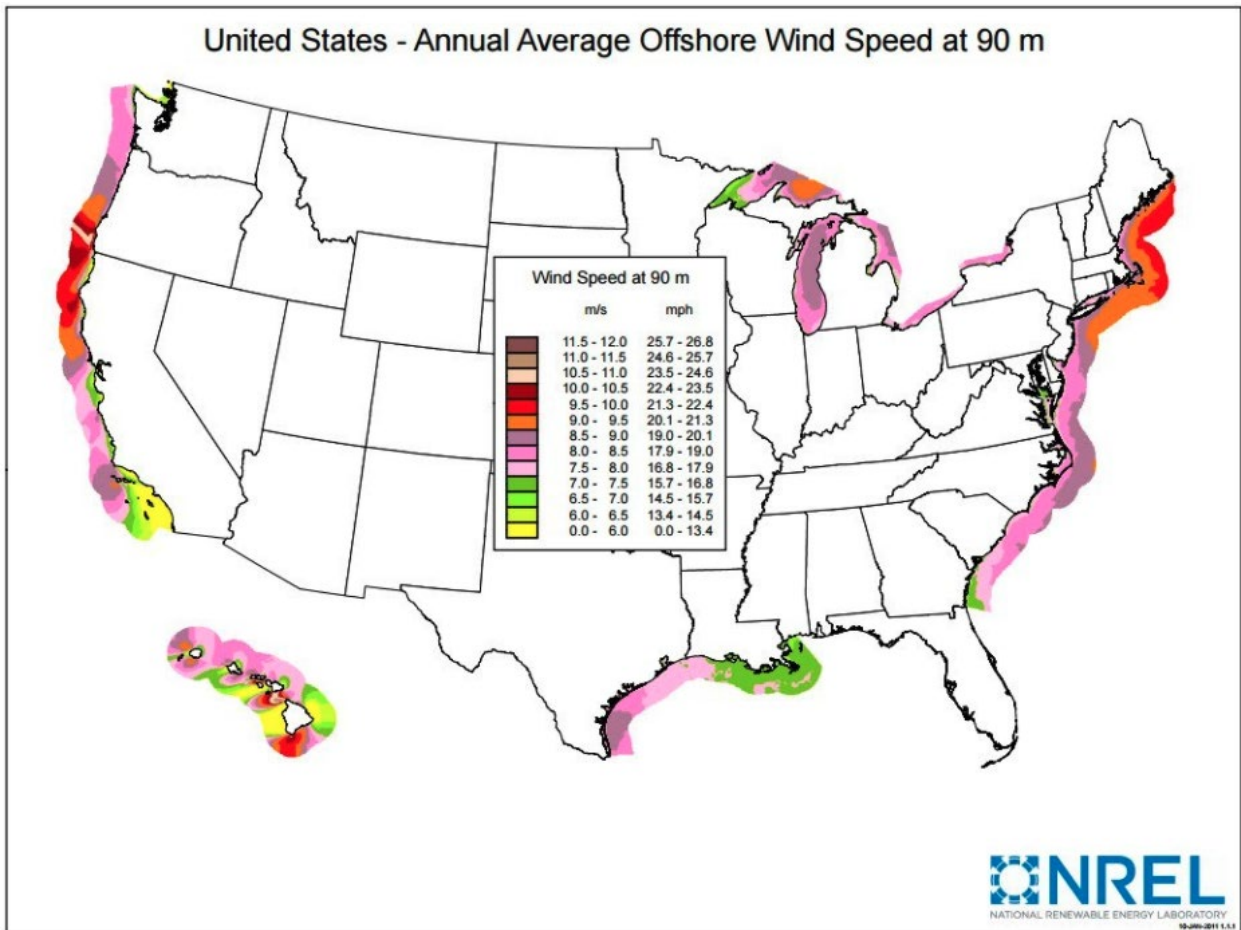 United States - Annual Average Offshore Wind Speed at 90 m
Wind Speed at 90 m
m/s mph
11.5 - 12.0 25.7 - 26.8
11.0 - 11.5 24.6 - 25.7
10.5 - 11.0 23.5 - 24.6
10.0 - 10.5 22.4 - 23.5
9.5 - 10.0 21.3 - 22.4
9.0 - 9.5 20.1 - 21.3
8.5 - 9.0 19.0 - 20.1
8.0 - 8.5 17.9 - 19.0
7.5 - 8.0 16.8 - 17.9
7.0 - 7.5 15.7 - 16.8
6.5 - 7.0 14.5 - 15.7
6.0 - 6.5 13.4 - 14.5
0.0 - 6.0 0.0 - 13.4
NREL
NATIONAL RENEWABLE ENERGY LABORATORY
10-JAN-2011 1.1.1